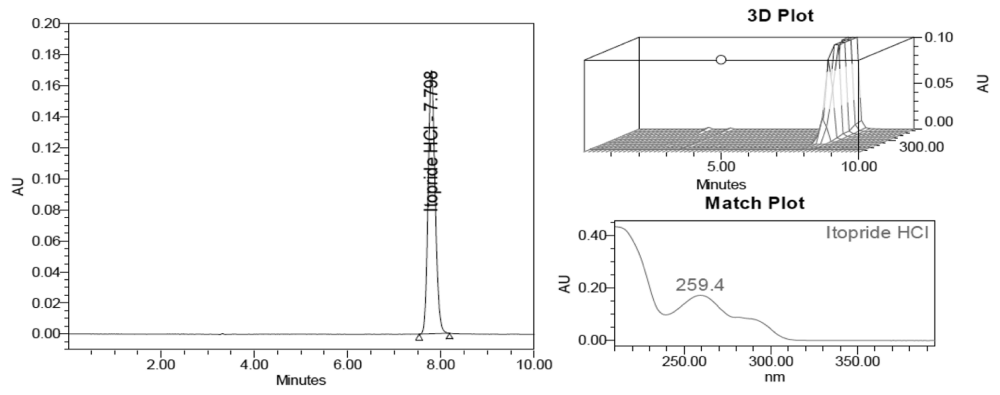 0.20
0.18
0.16
0.14
0.12
0.10
0.08
0.06
0.04
0.02
0.00
AU
Itopride HCl - 7.798
2.00 4.00 6.00 8.00 10.00
Minutes
3D Plot
0.10
0.05
0.00
AU
300.00
5.00 10.00
Minutes
Match Plot
Itopride HCl
0.40
0.20
0.00
AU
259.4
250.00 300.00 350.00
nm